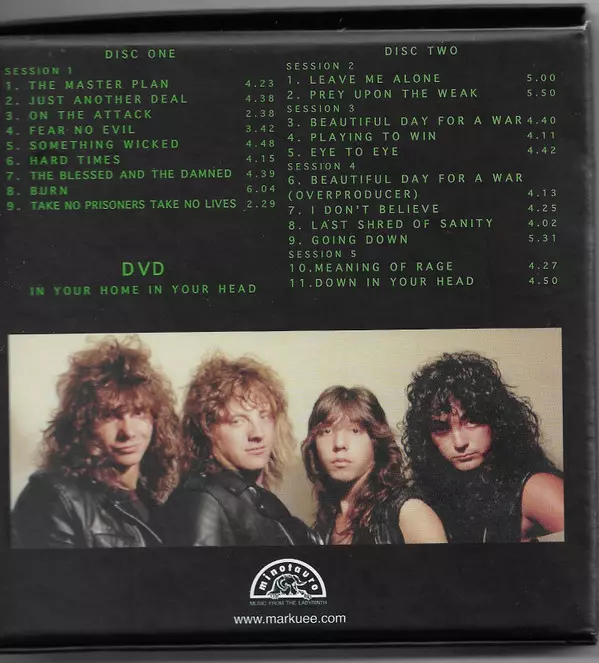 DISC ONE
SESSION 1
1. THE MASTER PLAN 4.23
2. JUST ANOTHER DEAL 4.38
3. ON THE ATTACK 2.38
4. FEAR NO EVIL 3.42
5. SOMETHING WICKED 4.48
6. HARD TIMES 4.15
7. THE BLESSED AND THE DAMNED 4.39
8. BURN 6.04
9. TAKE NO PRISONERS TAKE NO LIVES 2.29
DVD
IN YOUR HOME IN YOUR HEAD
DISC TWO
SESSION 2
1. LEAVE ME ALONE 5.00
2. PREY UPON THE WEAK 5.50
SESSION 3
3. BEAUTIFUL DAY FOR A WAR 4.40
4. PLAYING TO WIN 4.11
5. EYE TO EYE 4.42
SESSION 4
6. BEAUTIFUL DAY FOR A WAR
(OVERPRODUCER) 4.13
7. I DON'T BELIEVE 4.25
8. LAST SHRED OF SANITY 4.02
9. GOING DOWN 5.31
SESSION 5
10.MEANING OF RAGE 4.27
11.DOWN IN YOUR HEAD 4.50
minotauro
MUSIC FROM THE LABYRINTH
www.markuee.com